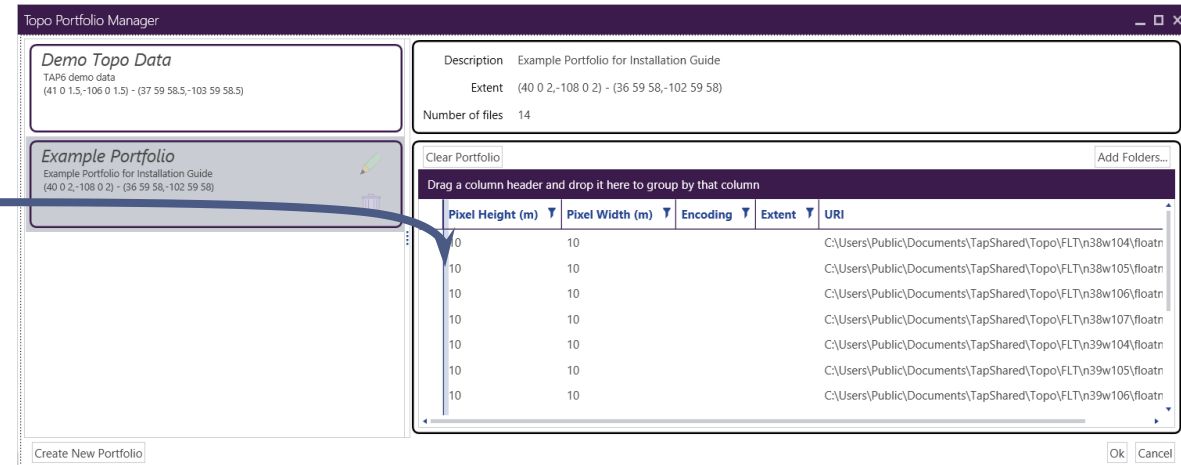 Topo Portfolio Manager
Demo Topo Data
TAP6 demo data
(41 0 1.5,-106 0 1.5) - (37 59 58.5,-103 59 58.5)
Example Portfolio
Example Portfolio for Installation Guide
(40 0 2,-108 0 2) - (36 59 58,-102 59 58)
Create New Portfolio
Description Example Portfolio for Installation Guide
Extent (40 0 2,-108 0 2) - (36 59 58,-102 59 58)
Number of files 14
Clear Portfolio Add Folders...
Drag a column header and drop it here to group by that column
Pixel Height (m) Pixel Width (m) Encoding Extent URI
10 10 C:\Users\Public\Documents\TapShared\Topo\FLT\n38w104\floatn
10 10 C:\Users\Public\Documents\TapShared\Topo\FLT\n38w105\floatn
10 10 C:\Users\Public\Documents\TapShared\Topo\FLT\n38w106\floatn
10 10 C:\Users\Public\Documents\TapShared\Topo\FLT\n38w107\floatn
10 10 C:\Users\Public\Documents\TapShared\Topo\FLT\n39w104\floatn
10 10 C:\Users\Public\Documents\TapShared\Topo\FLT\n39w105\floatn
10 10 C:\Users\Public\Documents\TapShared\Topo\FLT\n39w106\floatn
Ok Cancel